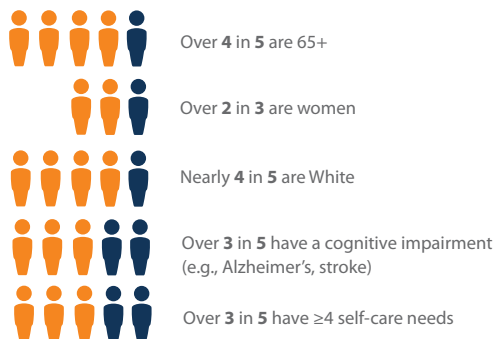 Over 4 in 5 are 65+
Over 2 in 3 are women
Nearly 4 in 5 are White
Over 3 in 5 have a cognitive impairment
(e.g., Alzheimer’s, stroke)
Over 3 in 5 have ≥4 self-care needs